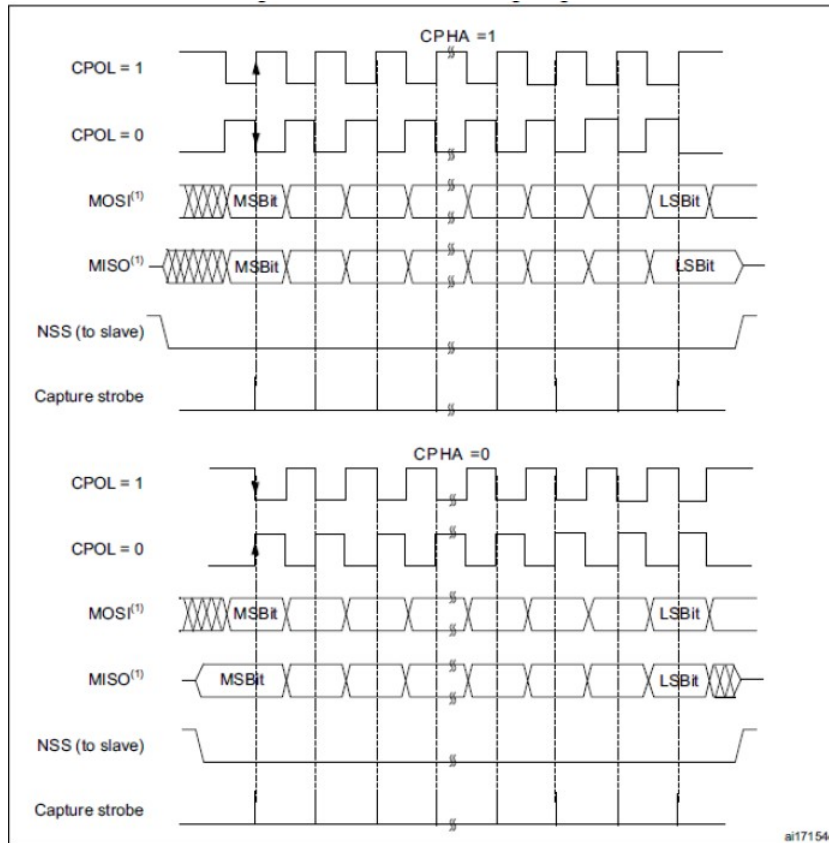 CPHA =1
CPOL = 1
CPOL = 0
MOSI(1) MSBit LSBit
MISO(1) MSBit LSBit
NSS (to slave)
Capture strobe
CPHA =0
CPOL = 1
CPOL = 0
MOSI(1) MSBit LSBit
MISO(1) MSBit LSBit
NSS (to slave)
Capture strobe